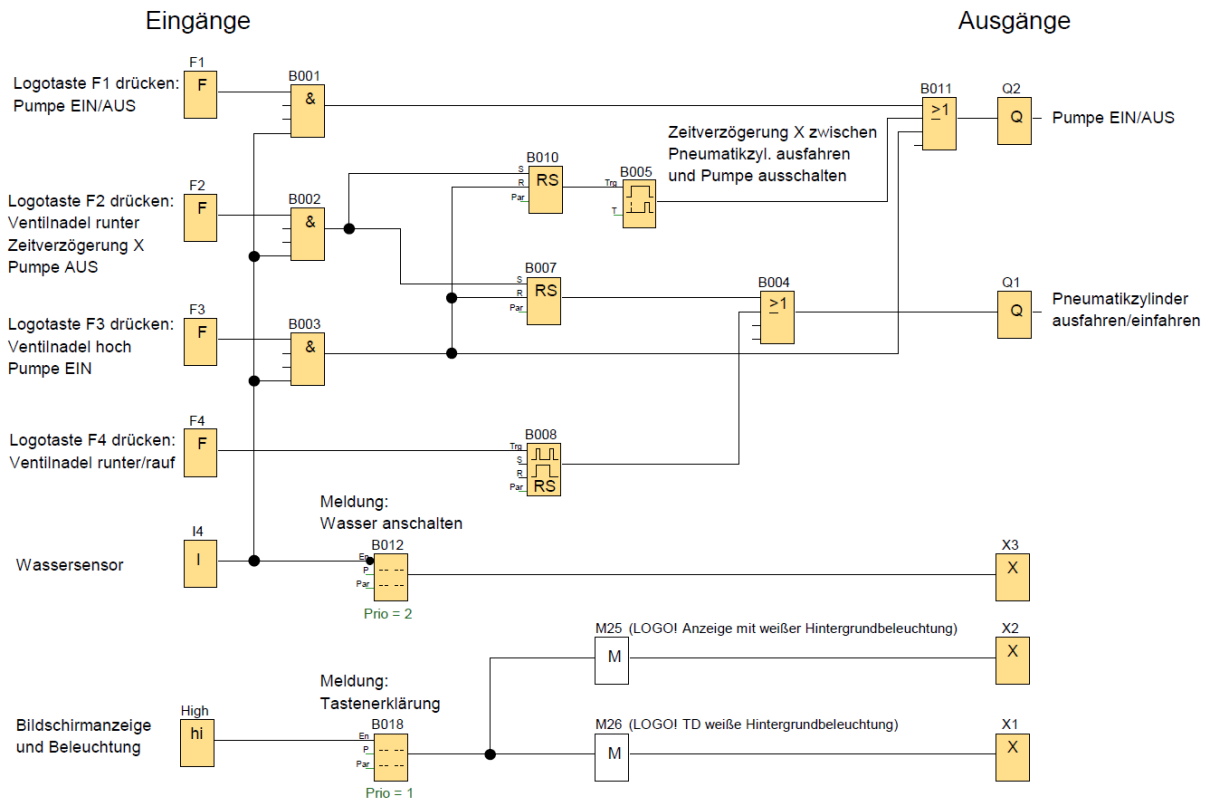 Eingänge
Ausgänge
Logotaste F1 drücken:
Pumpe EIN/AUS
F1
F
B001
&
B011
>1
Q2
Q
Pumpe EIN/AUS
Zeitverzögerung X zwischen
Pneumatikzyl. ausfahren
und Pumpe ausschalten
Logotaste F2 drücken:
Ventilnadel runter
Zeitverzögerung X
Pumpe AUS
F2
F
B002
&
B010
S
R
Par
RS
B005
Trg
T
B007
S
R
Par
RS
B004
>1
Q1
Q
Pneumatikzylinder
ausfahren/einfahren
Logotaste F3 drücken:
Ventilnadel hoch
Pumpe EIN
F3
F
B003
&
Logotaste F4 drücken:
Ventilnadel runter/rauf
F4
F
B008
Trg
S
R
Par
RS
Meldung:
Wasser anschalten
Wassersensor
I4
I
B012
En
P
Par
Prio = 2
X3
X
M25 (LOGO! Anzeige mit weißer Hintergrundbeleuchtung)
M
X2
X
Meldung:
Tastenerklärung
Bildschirmanzeige
und Beleuchtung
High
hi
B018
En
P
Par
Prio = 1
M26 (LOGO! TD weiße Hintergrundbeleuchtung)
M
X1
X